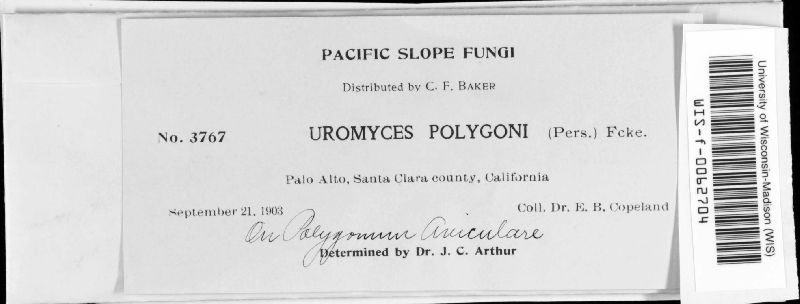 PACIFIC SLOPE FUNGI
Distributed by C. F. BAKER
No. 3767 UROMYCES POLYGONI (Pers.) Fcke.
Palo Alto, Santa Clara county, California
September 21, 1903 Coll. Dr. E. B. Copeland
On Polygonum Aviculare
Determined by Dr. J. C. Arthur
University of Wisconsin-Madison (WIS)
WIS-f-0062704